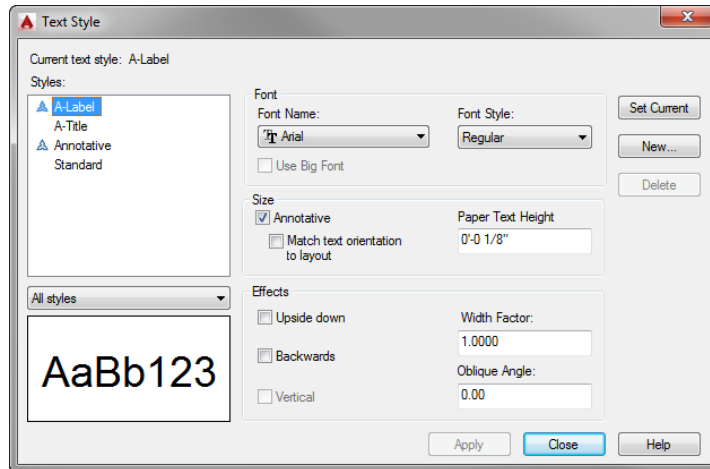 Text Style
Current text style: A-Label
Styles:
A-Label
A-Title
Annotative
Standard
All styles
AaBb123
Font
Font Name:
Arial
Use Big Font
Font Style:
Regular
Size
Annotative
Match text orientation
to layout
Paper Text Height
0'-0 1/8"
Effects
Upside down
Backwards
Vertical
Width Factor:
1.0000
Oblique Angle:
0.00
Set Current
New...
Delete
Apply
Close
Help